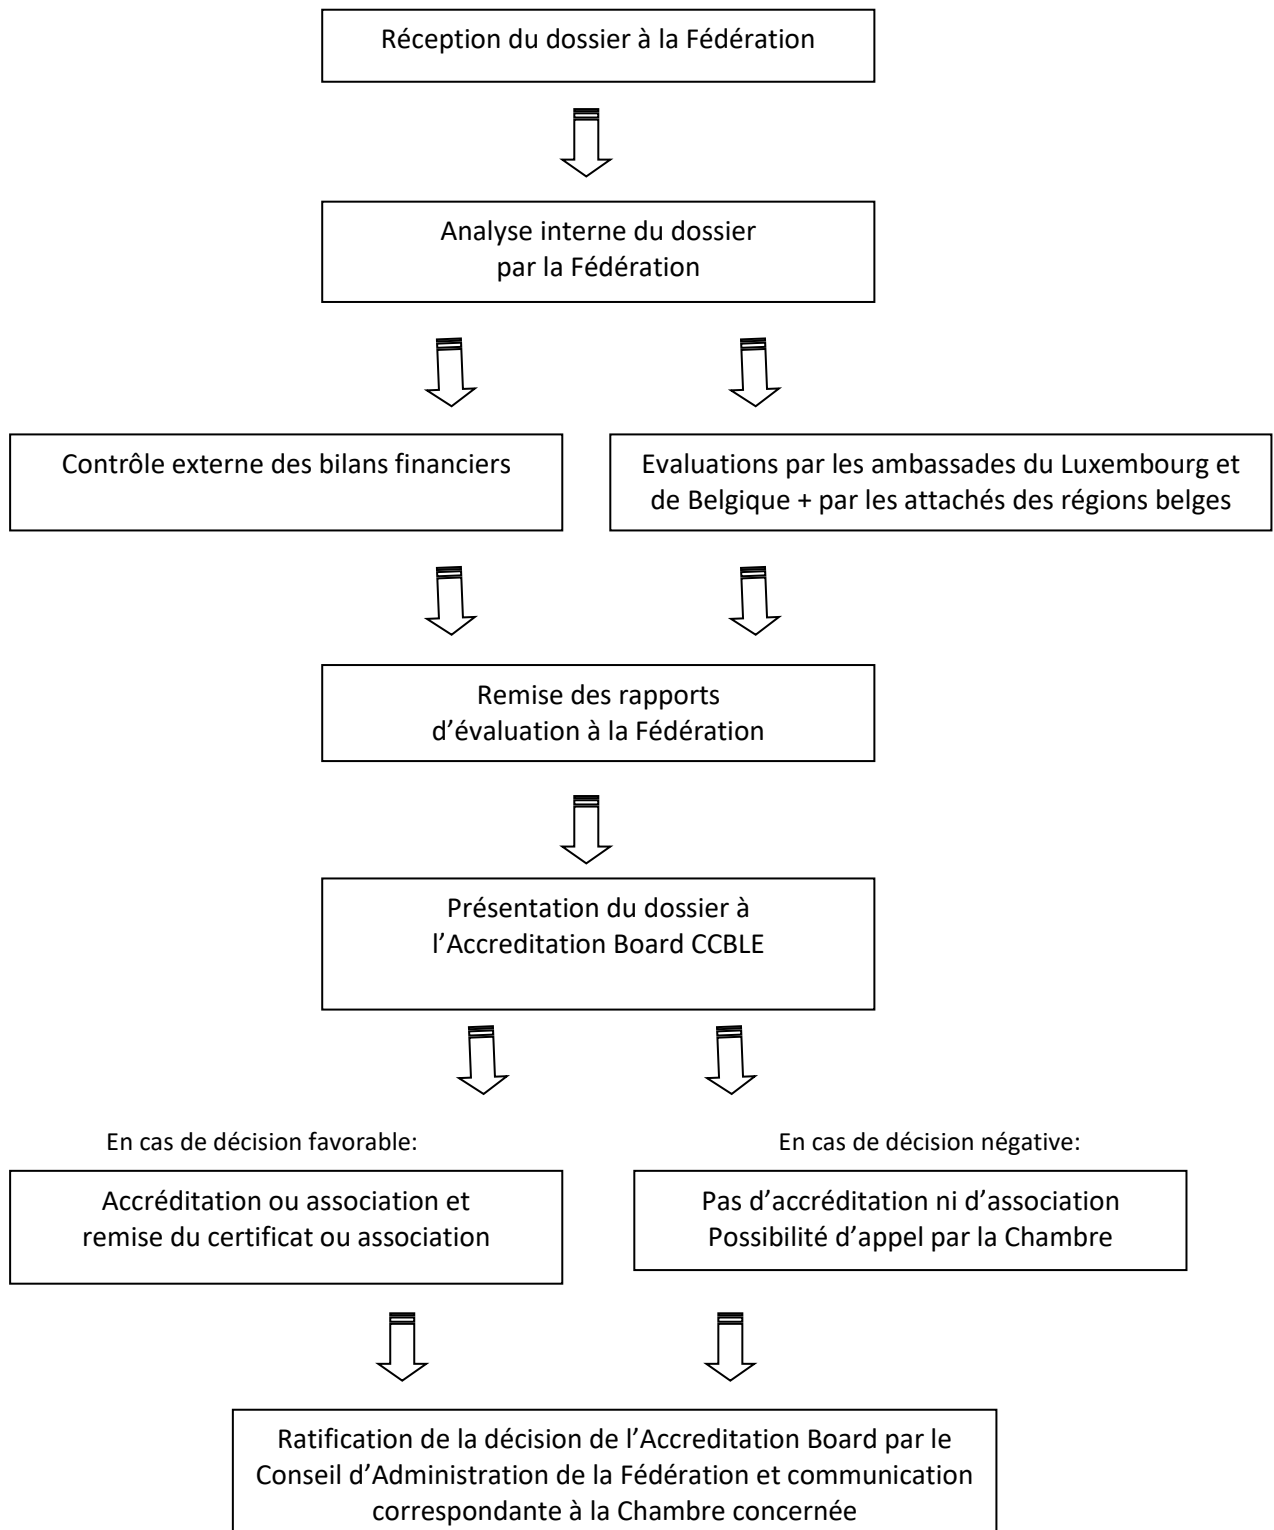 Réception du dossier à la Fédération
Analyse interne du dossier
par la Fédération
Contrôle externe des bilans financiers
Evaluations par les ambassades du Luxembourg et
de Belgique + par les attachés des régions belges
Remise des rapports
d’évaluation à la Fédération
Présentation du dossier à
l’Accreditation Board CCBLE
En cas de décision favorable:
Accréditation ou association et
remise du certificat ou association
En cas de décision négative:
Pas d’accréditation ni d’association
Possibilité d’appel par la Chambre
Ratification de la décision de l’Accreditation Board par le
Conseil d’Administration de la Fédération et communication
correspondante à la Chambre concernée